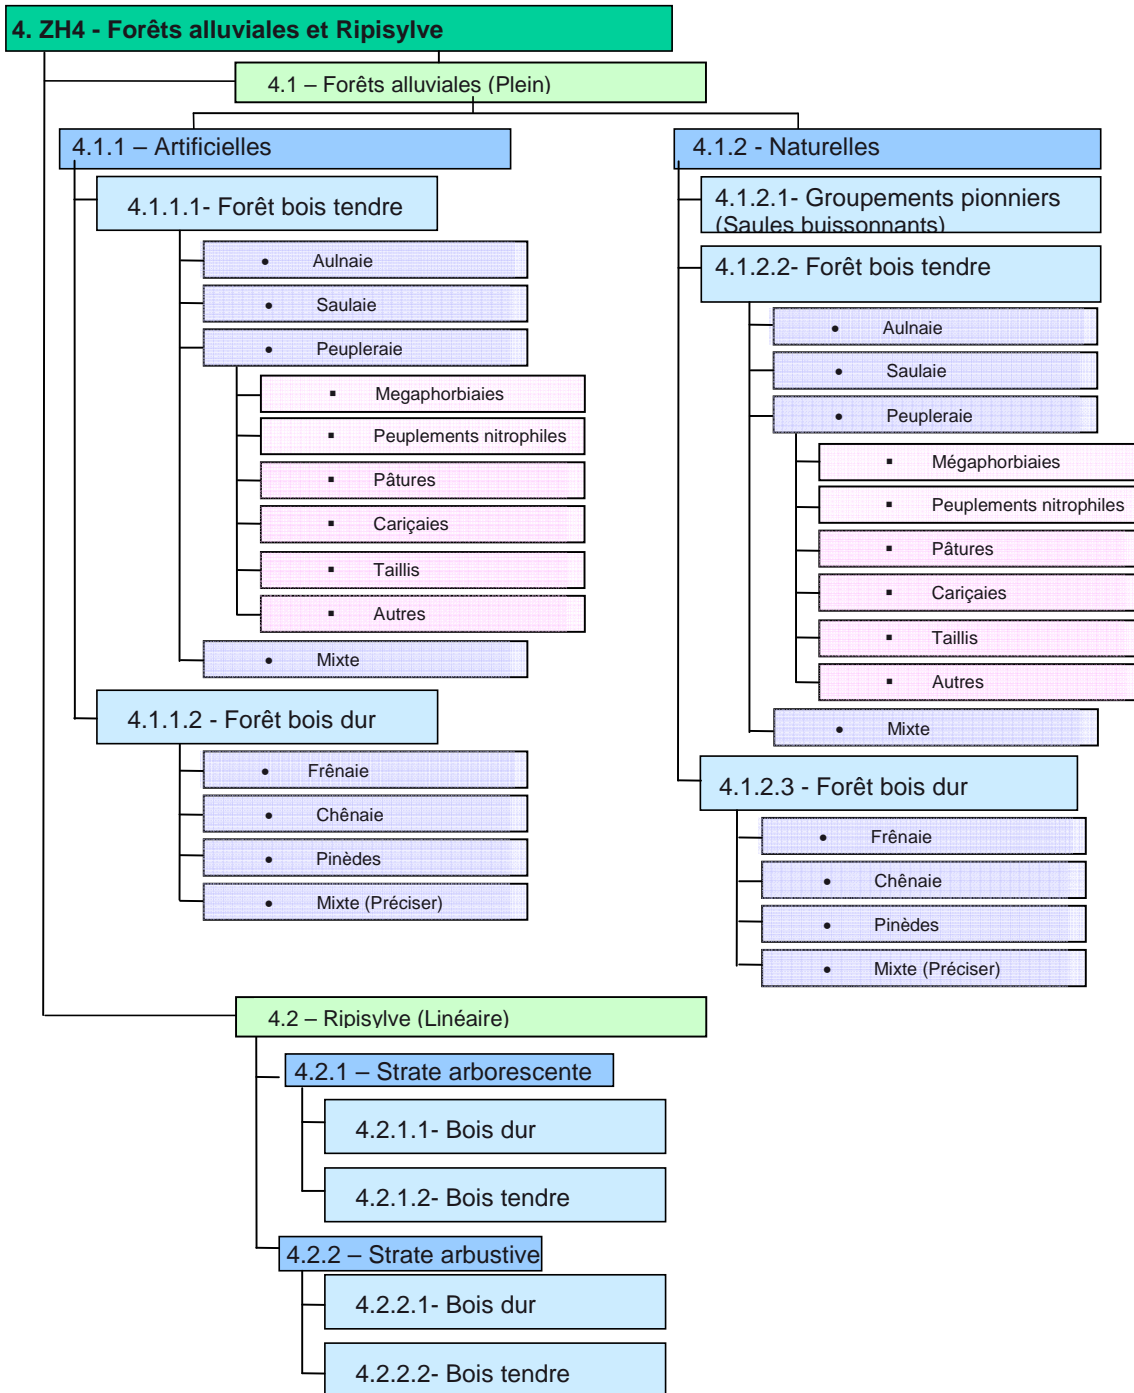 4. ZH4 - Forêts alluviales et Ripisylve
4.1 – Forêts alluviales (Plein)
4.1.1 – Artificielles
4.1.1.1- Forêt bois tendre
• Aulnaie
• Saulaie
• Peupleraie
▪ Megaphorbiaies
▪ Peuplements nitrophiles
▪ Pâtures
▪ Cariçaies
▪ Taillis
▪ Autres
• Mixte
4.1.1.2 - Forêt bois dur
• Frênaie
• Chênaie
• Pinèdes
• Mixte (Préciser)
4.1.2 - Naturelles
4.1.2.1- Groupements pionniers
(Saules buissonnants)
4.1.2.2- Forêt bois tendre
• Aulnaie
• Saulaie
• Peupleraie
▪ Mégaphorbiaies
▪ Peuplements nitrophiles
▪ Pâtures
▪ Cariçaies
▪ Taillis
▪ Autres
• Mixte
4.1.2.3 - Forêt bois dur
• Frênaie
• Chênaie
• Pinèdes
• Mixte (Préciser)
4.2 – Ripisylve (Linéaire)
4.2.1 – Strate arborescente
4.2.1.1- Bois dur
4.2.1.2- Bois tendre
4.2.2 – Strate arbustive
4.2.2.1- Bois dur
4.2.2.2- Bois tendre